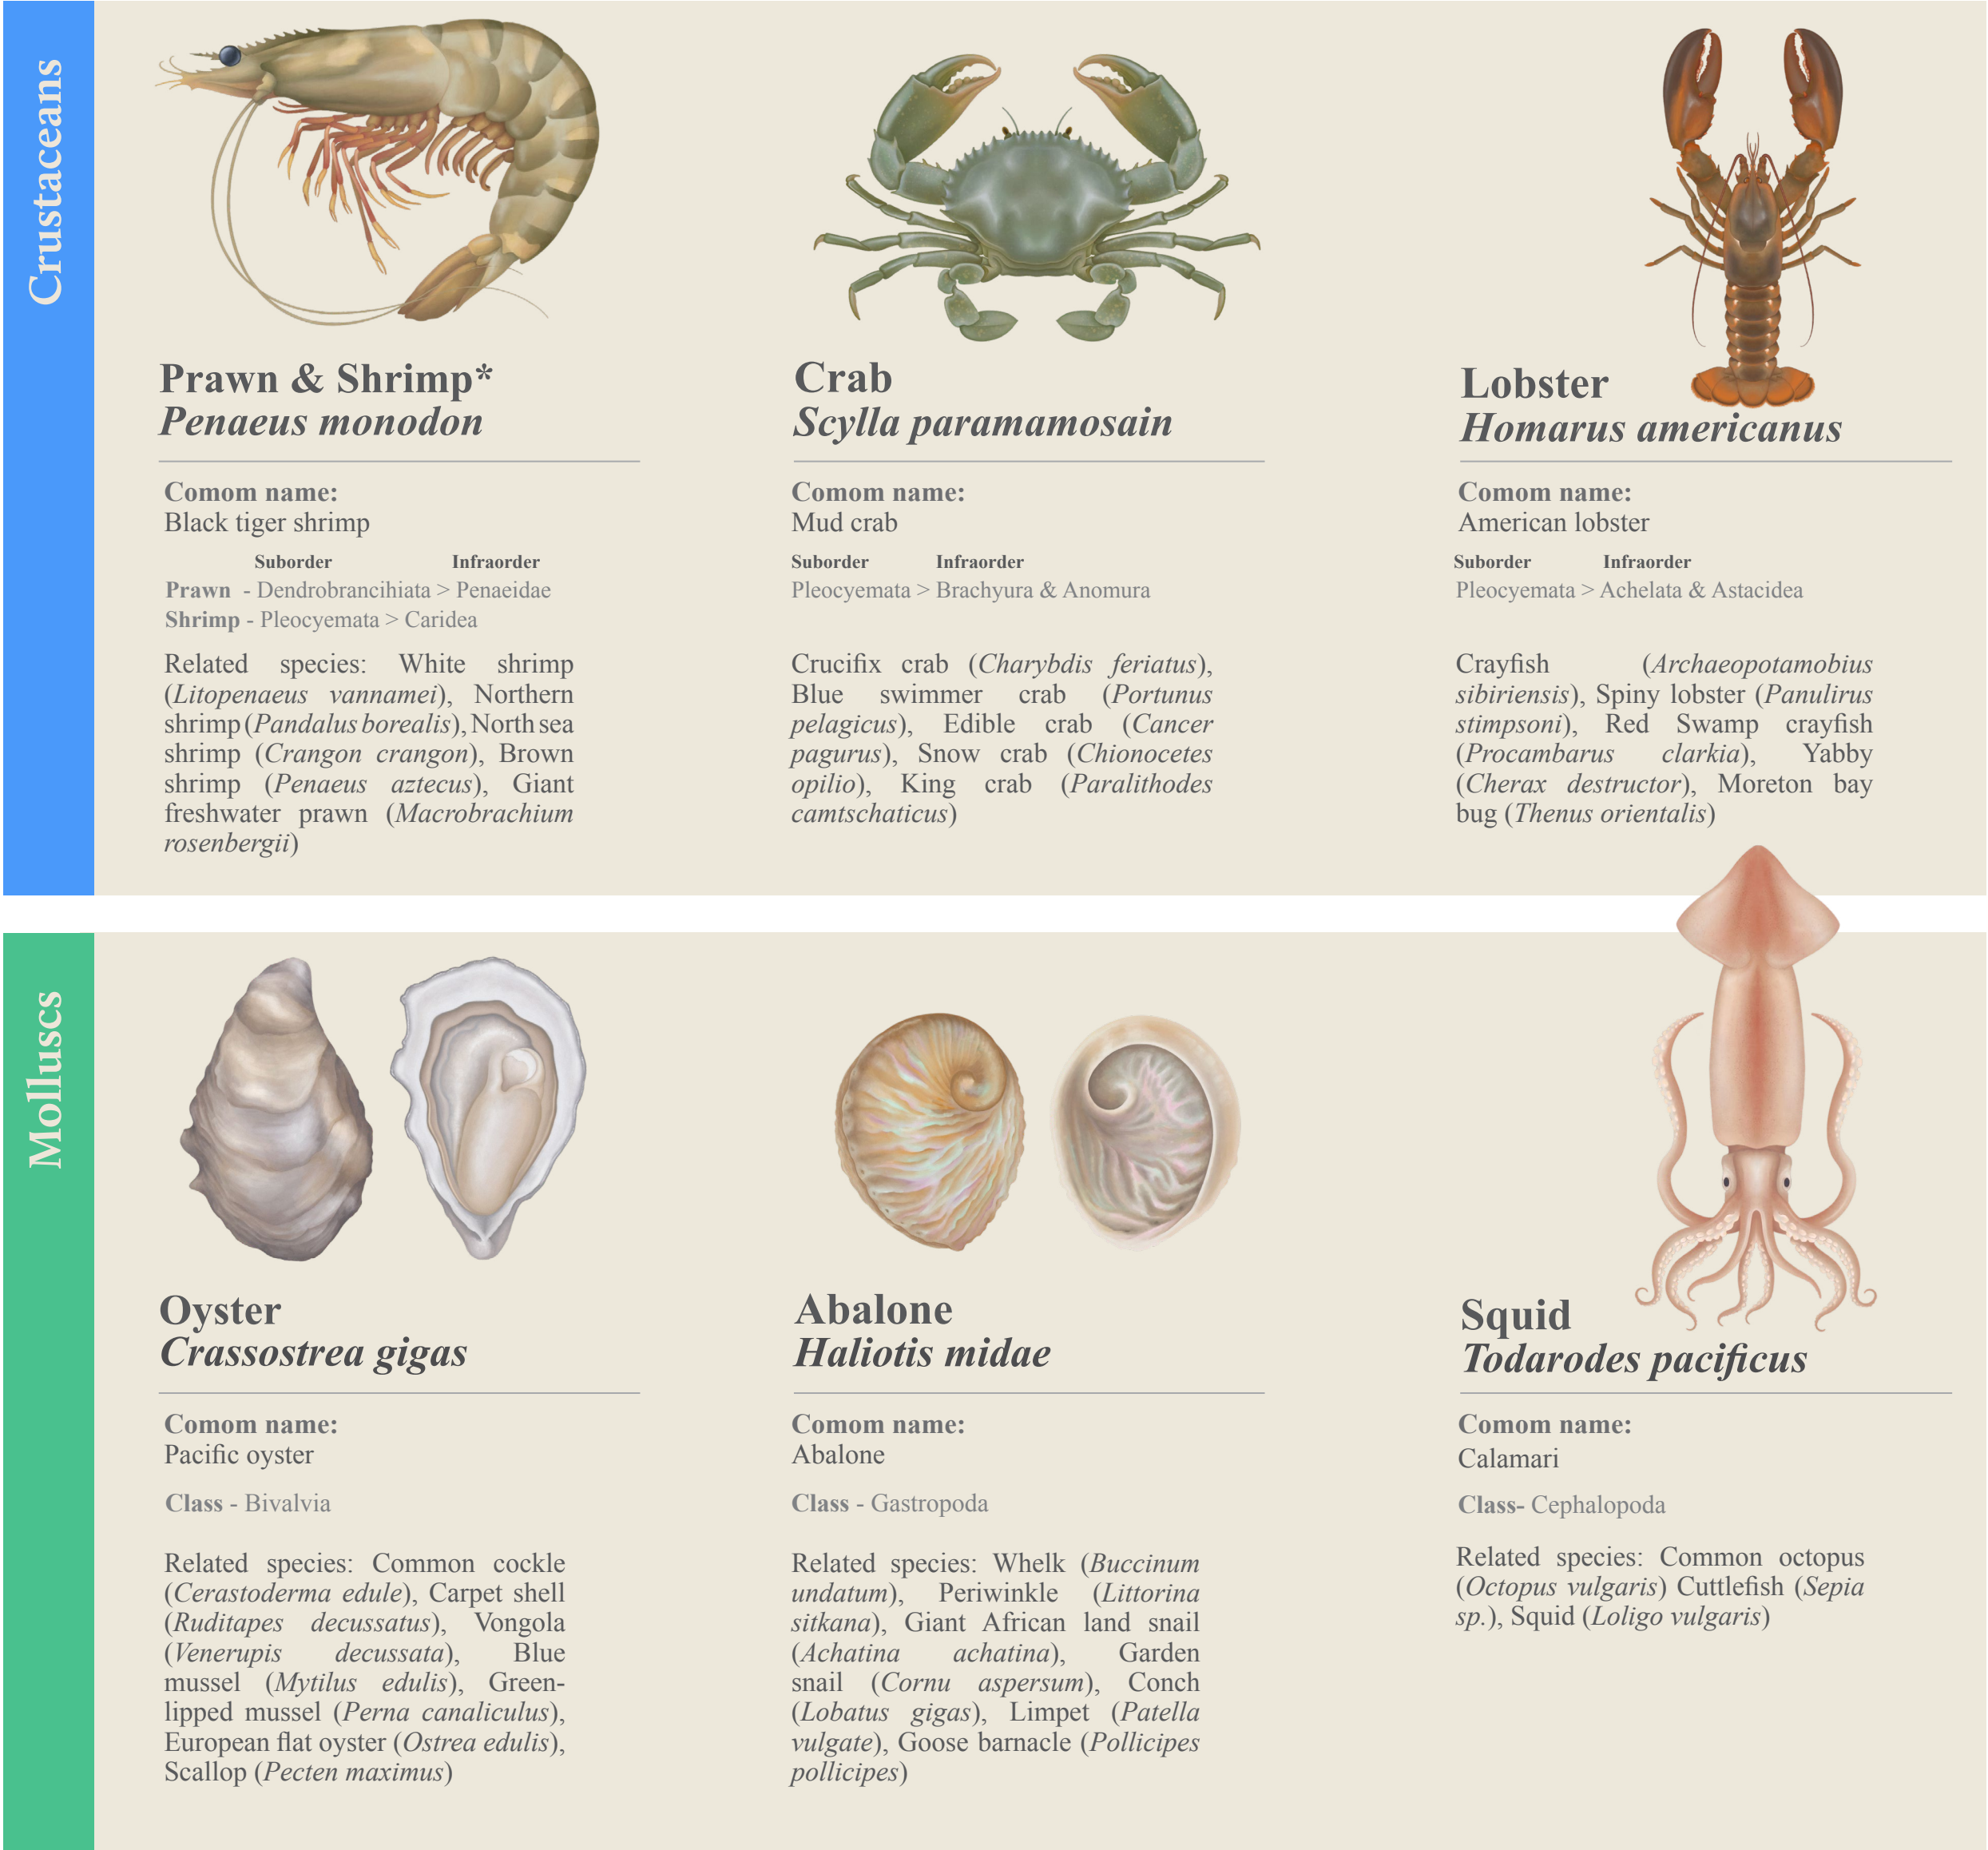 Crustaceans
Prawn & Shrimp*
Penaeus monodon
Comom name:
Black tiger shrimp
Suborder Infraorder
Prawn - Dendrobrancihiata > Penaeidae
Shrimp - Pleocyemata > Caridea
Related species: White shrimp
(Litopenaeus vannamei), Northern
shrimp (Pandalus borealis), North sea
shrimp (Crangon crangon), Brown
shrimp (Penaeus aztecus), Giant
freshwater prawn (Macrobrachium
rosenbergii)
Crab
Scylla paramamosain
Comom name:
Mud crab
Suborder Infraorder
Pleocyemata > Brachyura & Anomura
Crucifix crab (Charybdis feriatus),
Blue swimmer crab (Portunus
pelagicus), Edible crab (Cancer
pagurus), Snow crab (Chionocetes
opilio), King crab (Paralithodes
camtschaticus)
Lobster
Homarus americanus
Comom name:
American lobster
Suborder Infraorder
Pleocyemata > Achelata & Astacidea
Crayfish (Archaeopotamobius
sibiriensis), Spiny lobster (Panulirus
stimpsoni), Red Swamp crayfish
(Procambarus clarkia), Yabby
(Cherax destructor), Moreton bay
bug (Thenus orientalis)
Molluscs
Oyster
Crassostrea gigas
Comom name:
Pacific oyster
Class - Bivalvia
Related species: Common cockle
(Cerastoderma edule), Carpet shell
(Ruditapes decussatus), Vongola
(Venerupis decussata), Blue
mussel (Mytilus edulis), Green-
lipped mussel (Perna canaliculus),
European flat oyster (Ostrea edulis),
Scallop (Pecten maximus)
Abalone
Haliotis midae
Comom name:
Abalone
Class - Gastropoda
Related species: Whelk (Buccinum
undatum), Periwinkle (Littorina
sitkana), Giant African land snail
(Achatina achatina), Garden
snail (Cornu aspersum), Conch
(Lobatus gigas), Limpet (Patella
vulgate), Goose barnacle (Pollicipes
pollicipes)
Squid
Todarodes pacificus
Comom name:
Calamari
Class- Cephalopoda
Related species: Common octopus
(Octopus vulgaris) Cuttlefish (Sepia
sp.), Squid (Loligo vulgaris)